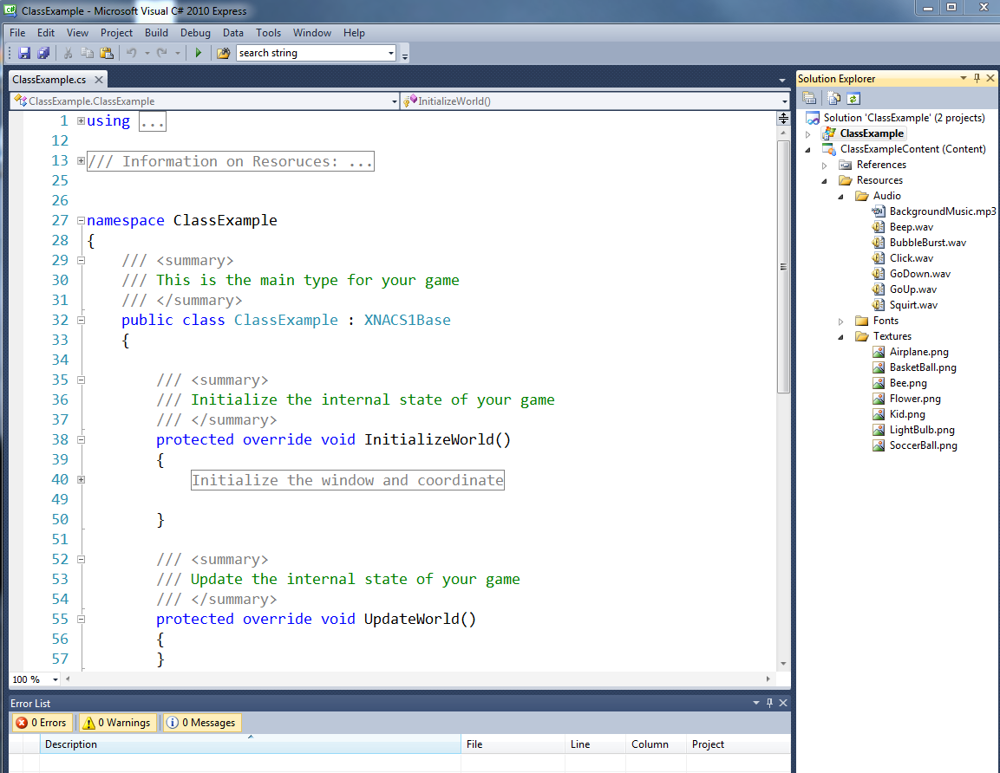 ClassExample - Microsoft Visual C# 2010 Express
File Edit View Project Build Debug Data Tools Window Help
search string
ClassExample.cs
ClassExample.ClassExample InitializeWorld()
1 using ...
12
13 /// Information on Resoruces: ...
25
26
27 namespace ClassExample
28 {
29 /// <summary>
30 /// This is the main type for your game
31 /// </summary>
32 public class ClassExample : XNACS1Base
33 {
34
35 /// <summary>
36 /// Initialize the internal state of your game
37 /// </summary>
38 protected override void InitializeWorld()
39 {
40 Initialize the window and coordinate
49
50 }
51
52 /// <summary>
53 /// Update the internal state of your game
54 /// </summary>
55 protected override void UpdateWorld()
56 {
57 }
100 %
Error List
0 Errors 0 Warnings 0 Messages
Description File Line Column Project
Solution Explorer
Solution 'ClassExample' (2 projects)
ClassExample
ClassExampleContent (Content)
References
Resources
Audio
BackgroundMusic.mp3
Beep.wav
BubbleBurst.wav
Click.wav
GoDown.wav
GoUp.wav
Squirt.wav
Fonts
Textures
Airplane.png
BasketBall.png
Bee.png
Flower.png
Kid.png
LightBulb.png
SoccerBall.png